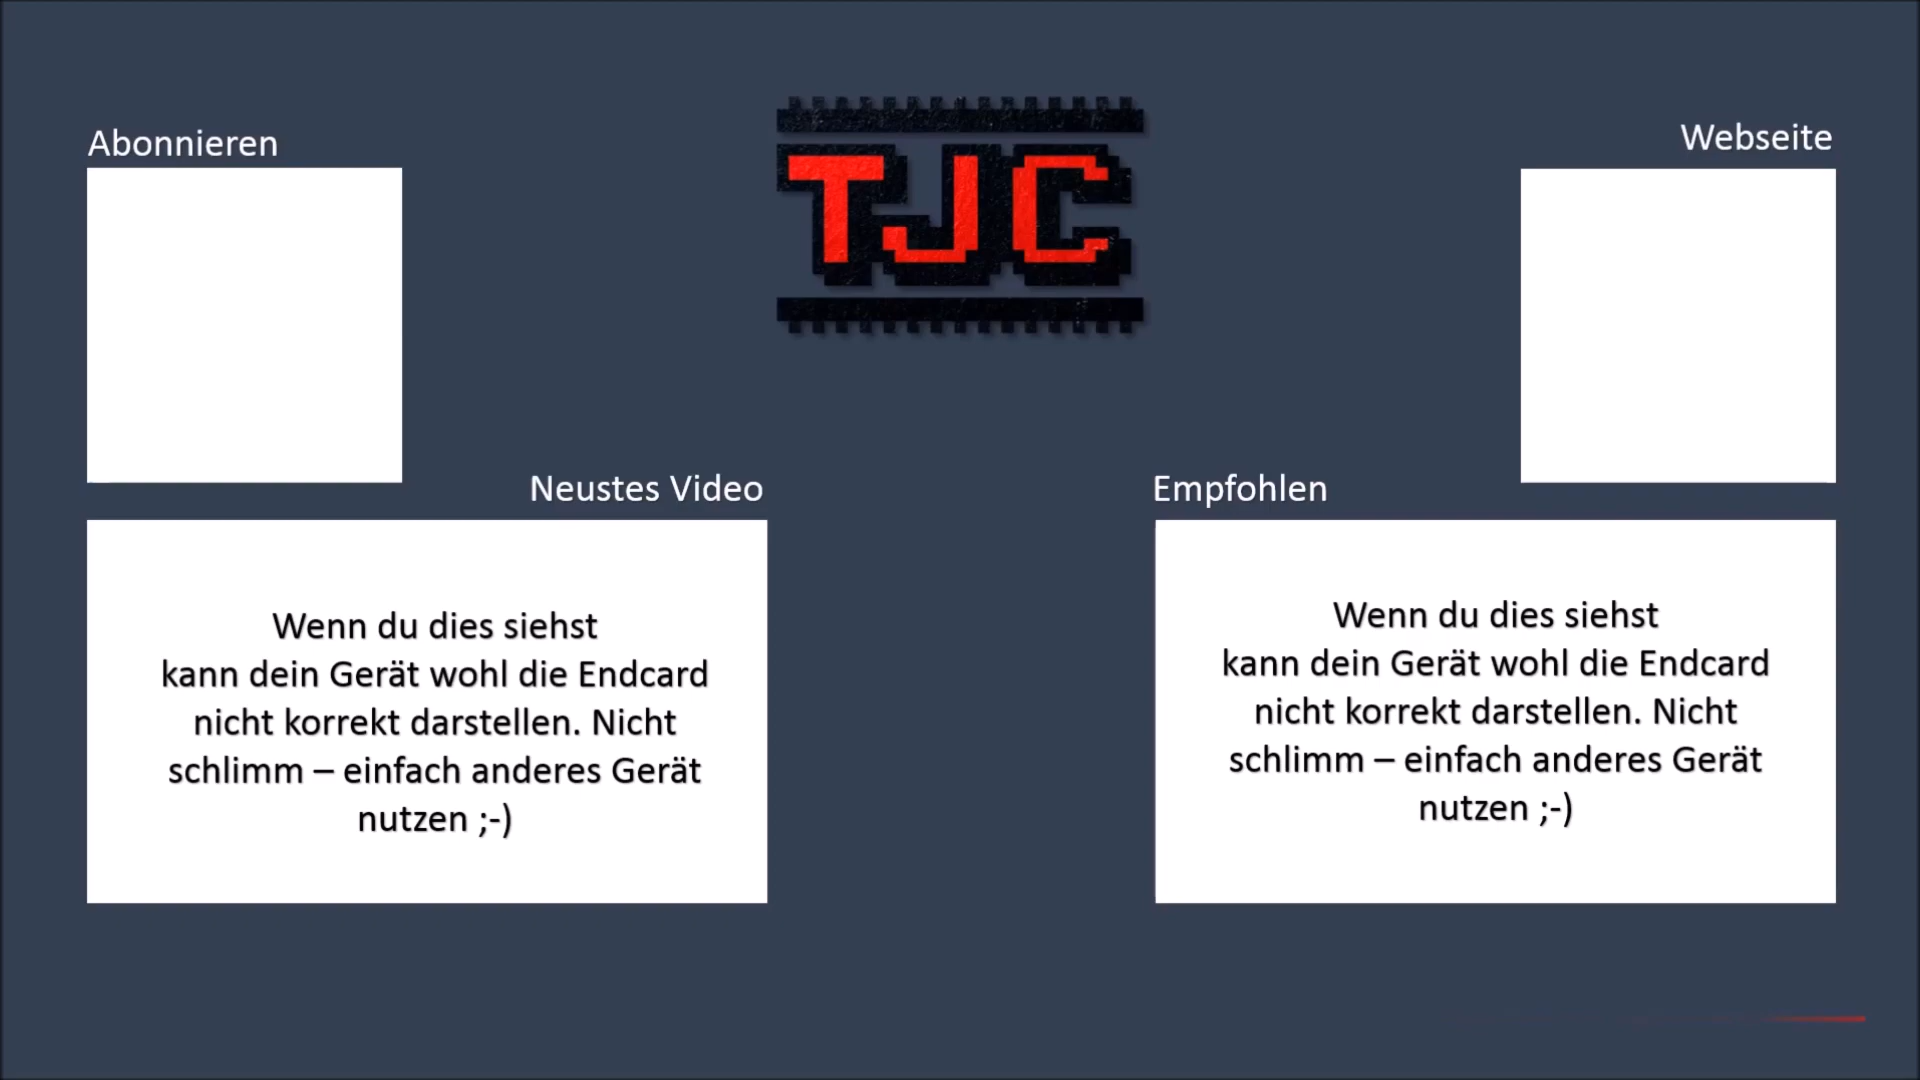 TJC
Abonnieren
Webseite
Neustes Video
Empfohlen
Wenn du dies siehst
kann dein Gerät wohl die Endcard
nicht korrekt darstellen. Nicht
schlimm – einfach anderes Gerät
nutzen ;-)
Wenn du dies siehst
kann dein Gerät wohl die Endcard
nicht korrekt darstellen. Nicht
schlimm – einfach anderes Gerät
nutzen ;-)